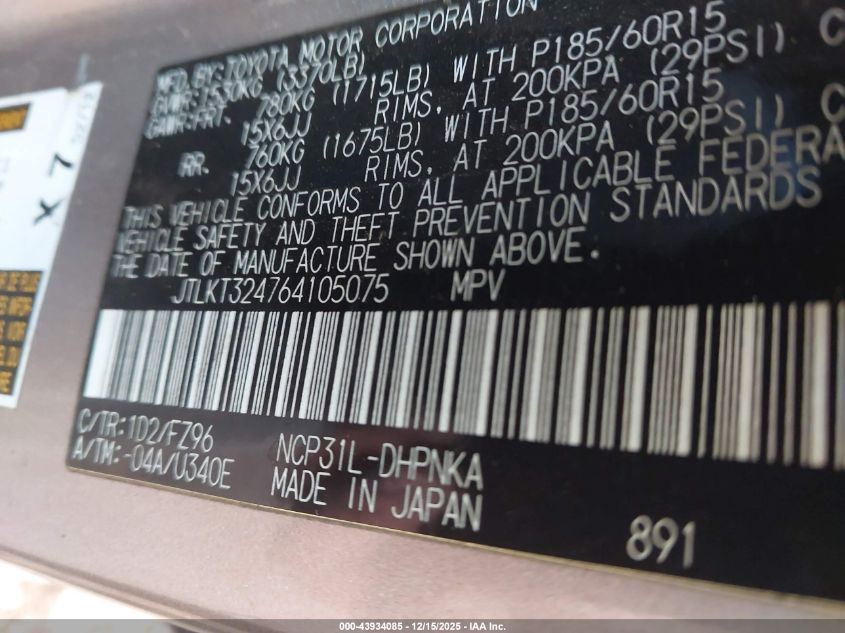 MFD.BY:TOYOTA MOTOR CORPORATION
GVWR:1530KG (3370LB)
GAWR:FRT. 780KG (1715LB) WITH P185/60R15
15X6JJ RIMS, AT 200KPA (29PSI) C
RR. 760KG (1675LB) WITH P185/60R15
15X6JJ RIMS, AT 200KPA (29PSI) C
THIS VEHICLE CONFORMS TO ALL APPLICABLE FEDERA
VEHICLE SAFETY AND THEFT PREVENTION STANDARDS
THE DATE OF MANUFACTURE SHOWN ABOVE.
JTLKT324764105075 MPV
C/TR:1D2/FZ96
A/TM:-04A/U340E
NCP31L-DHPNKA
MADE IN JAPAN
891
X 7
000-43934085 - 12/15/2025 - IAA Inc.